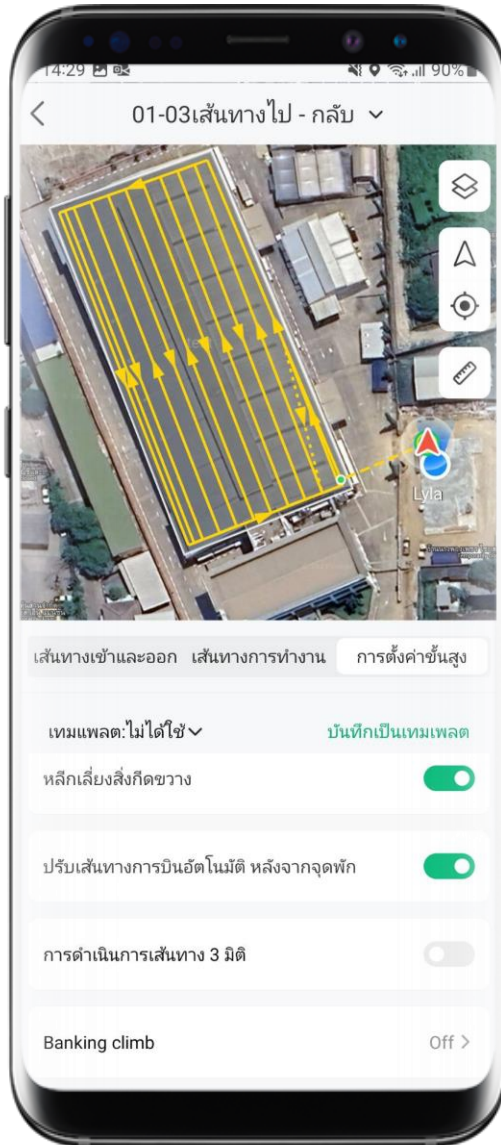 14:29
90%
01-03เส้นทางไป - กลับ
Lyla
เส้นทางเข้าและออก เส้นทางการทำงาน การตั้งค่าขั้นสูง
เทมแพลต:ไม่ได้ใช้ บันทึกเป็นเทมเพลต
หลีกเลี่ยงสิ่งกีดขวาง
ปรับเส้นทางการบินอัตโนมัติ หลังจากจุดพัก
การดำเนินการเส้นทาง 3 มิติ
Banking climb Off